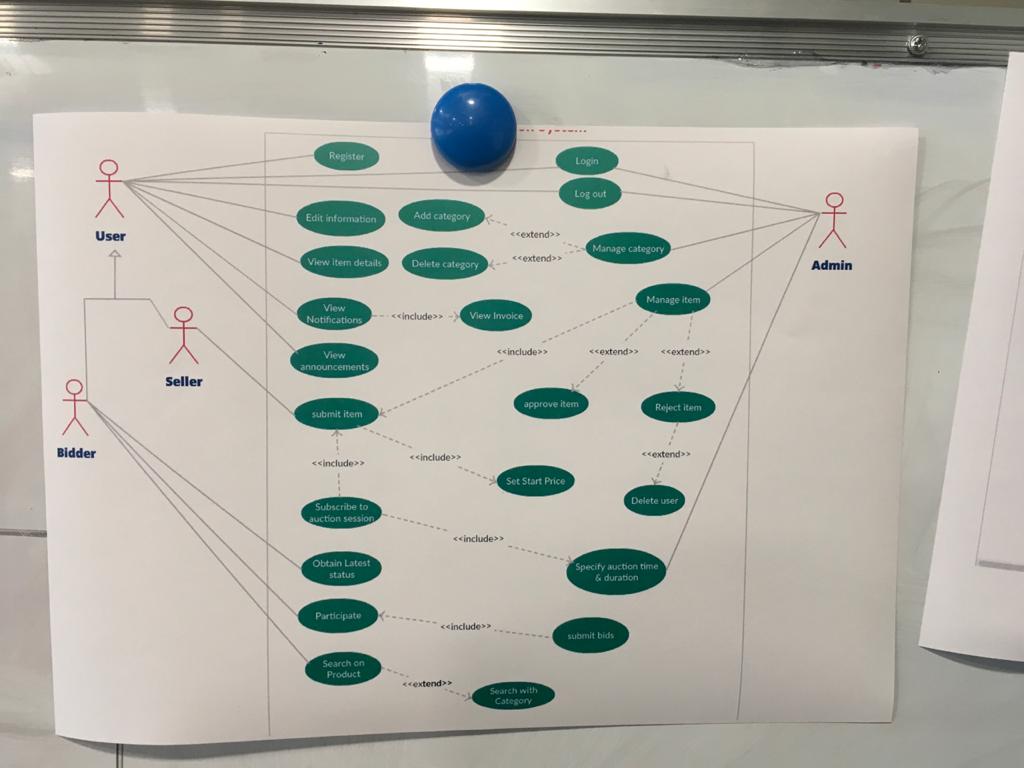 Register
Login
Log out
User
Edit information
Add category
<<extend>>
Manage category
Admin
View item details
Delete category
<<extend>>
Manage item
View
Notifications
<<include>>
View Invoice
View
announcements
<<include>>
<<extend>>
<<extend>>
Seller
submit item
approve item
Reject item
Bidder
<<include>>
<<include>>
<<extend>>
Set Start Price
Delete user
Subscribe to
auction session
<<include>>
Obtain Latest
status
Specify auction time
& duration
Participate
<<include>>
submit bids
Search on
Product
<<extend>>
Search with
Category